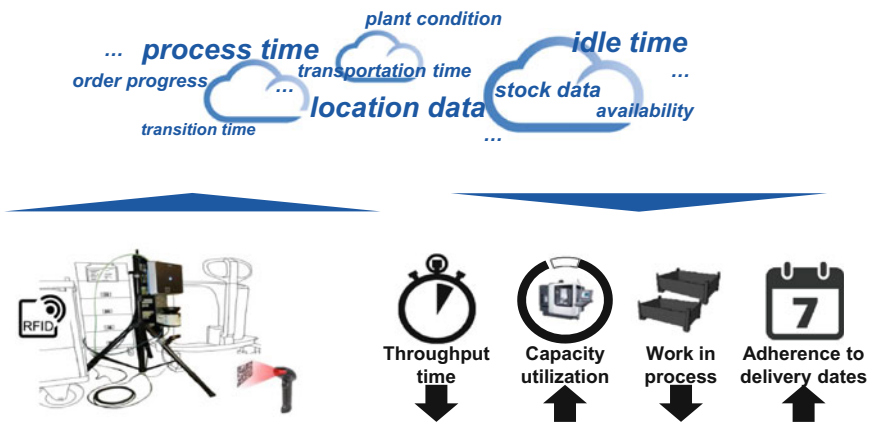 plant condition
... process time
idle time
order progress
...
transportation time
...
stock data
location data
availability
transition time
...
RFID
7
Throughput
time
Capacity
utilization
Work in
process
Adherence to
delivery dates